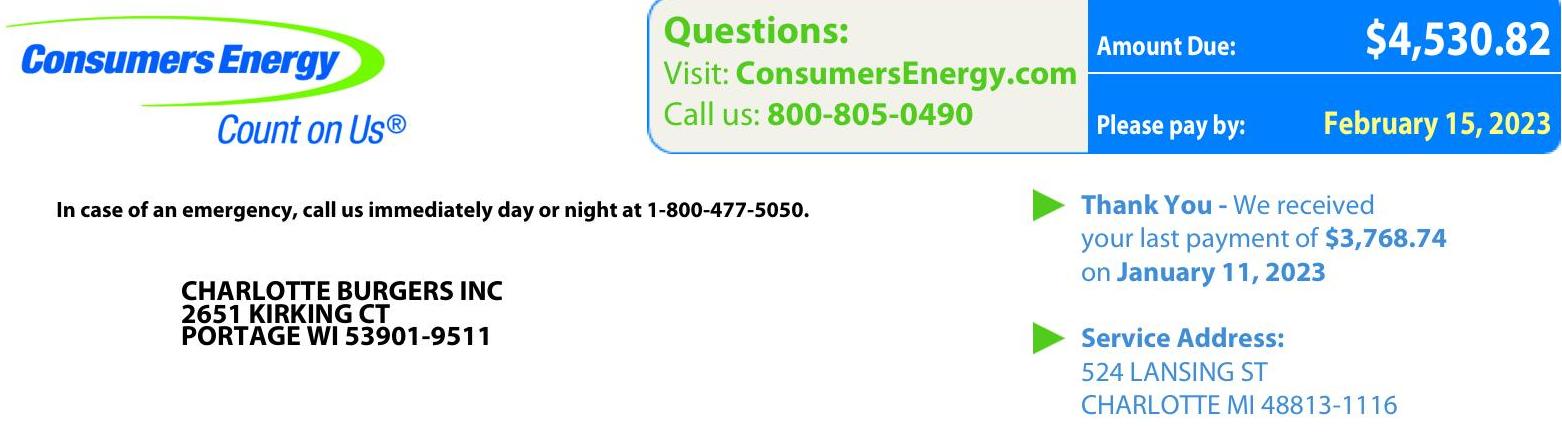 Consumers Energy
Count on Us®
Questions:
Visit: ConsumersEnergy.com
Call us: 800-805-0490
Amount Due: $4,530.82
Please pay by: February 15, 2023
In case of an emergency, call us immediately day or night at 1-800-477-5050.
CHARLOTTE BURGERS INC
2651 KIRKING CT
PORTAGE WI 53901-9511
Thank You - We received
your last payment of $3,768.74
on January 11, 2023
Service Address:
524 LANSING ST
CHARLOTTE MI 48813-1116